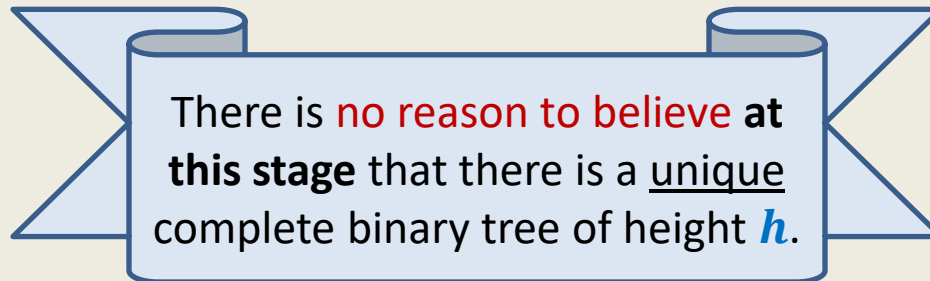 There is no reason to believe at
this stage that there is a unique
complete binary tree of height h.